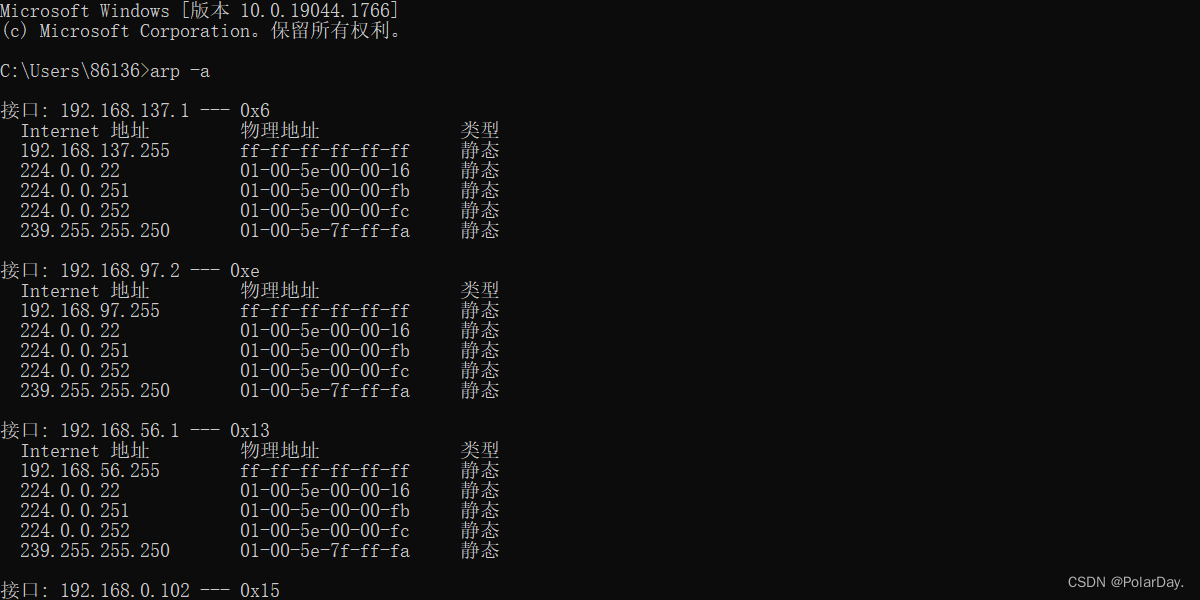 Microsoft Windows [版本 10.0.19044.1766]
(c) Microsoft Corporation。保留所有权利。
C:\Users\86136>arp -a
接口: 192.168.137.1 --- 0x6
Internet 地址 物理地址 类型
192.168.137.255 ff-ff-ff-ff-ff-ff 静态
224.0.0.22 01-00-5e-00-00-16 静态
224.0.0.251 01-00-5e-00-00-fb 静态
224.0.0.252 01-00-5e-00-00-fc 静态
239.255.255.250 01-00-5e-7f-ff-fa 静态
接口: 192.168.97.2 --- 0xe
Internet 地址 物理地址 类型
192.168.97.255 ff-ff-ff-ff-ff-ff 静态
224.0.0.22 01-00-5e-00-00-16 静态
224.0.0.251 01-00-5e-00-00-fb 静态
224.0.0.252 01-00-5e-00-00-fc 静态
239.255.255.250 01-00-5e-7f-ff-fa 静态
接口: 192.168.56.1 --- 0x13
Internet 地址 物理地址 类型
192.168.56.255 ff-ff-ff-ff-ff-ff 静态
224.0.0.22 01-00-5e-00-00-16 静态
224.0.0.251 01-00-5e-00-00-fb 静态
224.0.0.252 01-00-5e-00-00-fc 静态
239.255.255.250 01-00-5e-7f-ff-fa 静态
接口: 192.168.0.102 --- 0x15
CSDN @PolarDay.